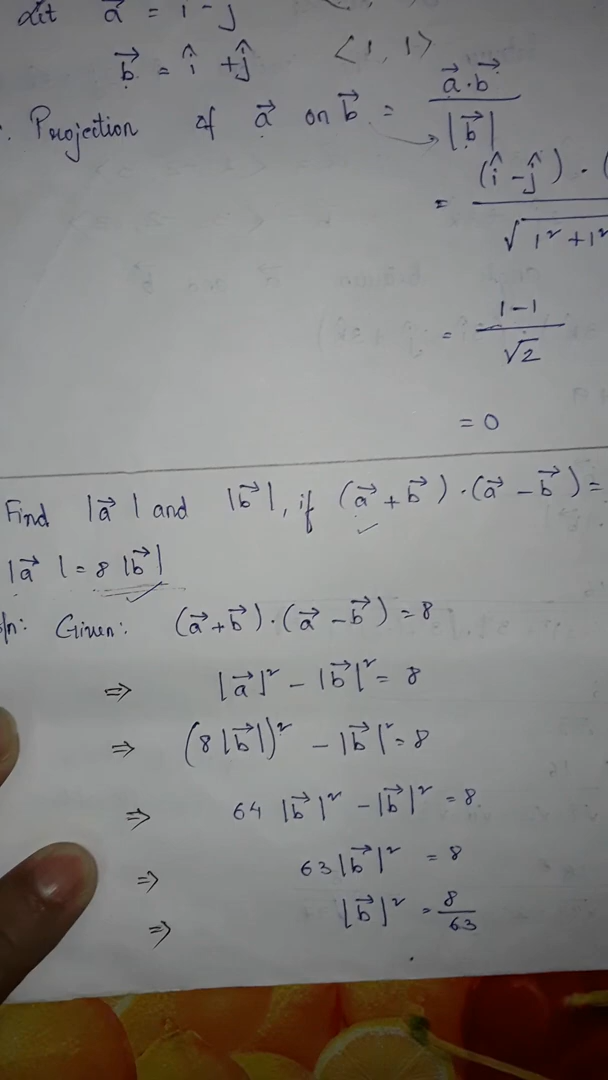 Let a⃗ = i - j
b⃗ = î + ĵ <1, 1>
. Projection of a⃗ on b⃗ = a⃗·b⃗ / |b⃗|
= (î - ĵ) · ( / √1²+1²
= 1-1 / √2
= 0
Find |a⃗| and |b⃗|, if (a⃗ + b⃗) · (a⃗ - b⃗) =
|a⃗| = 8 |b⃗|
/n: Given: (a⃗ + b⃗) · (a⃗ - b⃗) = 8
⇒ |a⃗|² - |b⃗|² = 8
⇒ (8|b⃗|)² - |b⃗|² = 8
⇒ 64 |b⃗|² - |b⃗|² = 8
⇒ 63 |b⃗|² = 8
⇒ |b⃗|² = 8/63